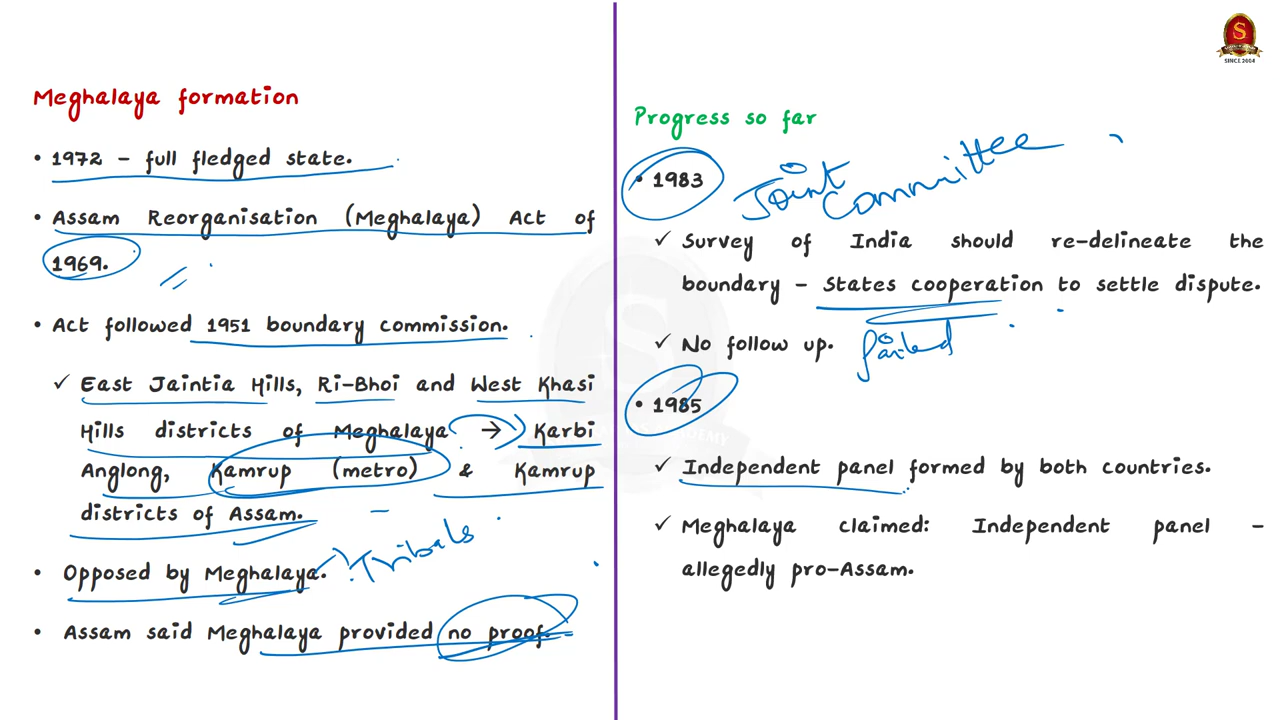 S
SINCE 2004
Meghalaya formation
• 1972 – full fledged state.
• Assam Reorganisation (Meghalaya) Act of
1969.
• Act followed 1951 boundary commission.
✓ East Jaintia Hills, Ri-Bhoi and West Khasi
Hills districts of Meghalaya → Karbi
Anglong, Kamrup (metro) & Kamrup
districts of Assam.
• Opposed by Meghalaya. Tribals
• Assam said Meghalaya provided no proof.
Progress so far
• 1983 Joint Committee
✓ Survey of India should re-delineate the
boundary – States cooperation to settle dispute.
✓ No follow up. failed
• 1985
✓ Independent panel formed by both countries.
✓ Meghalaya claimed: Independent panel –
allegedly pro-Assam.